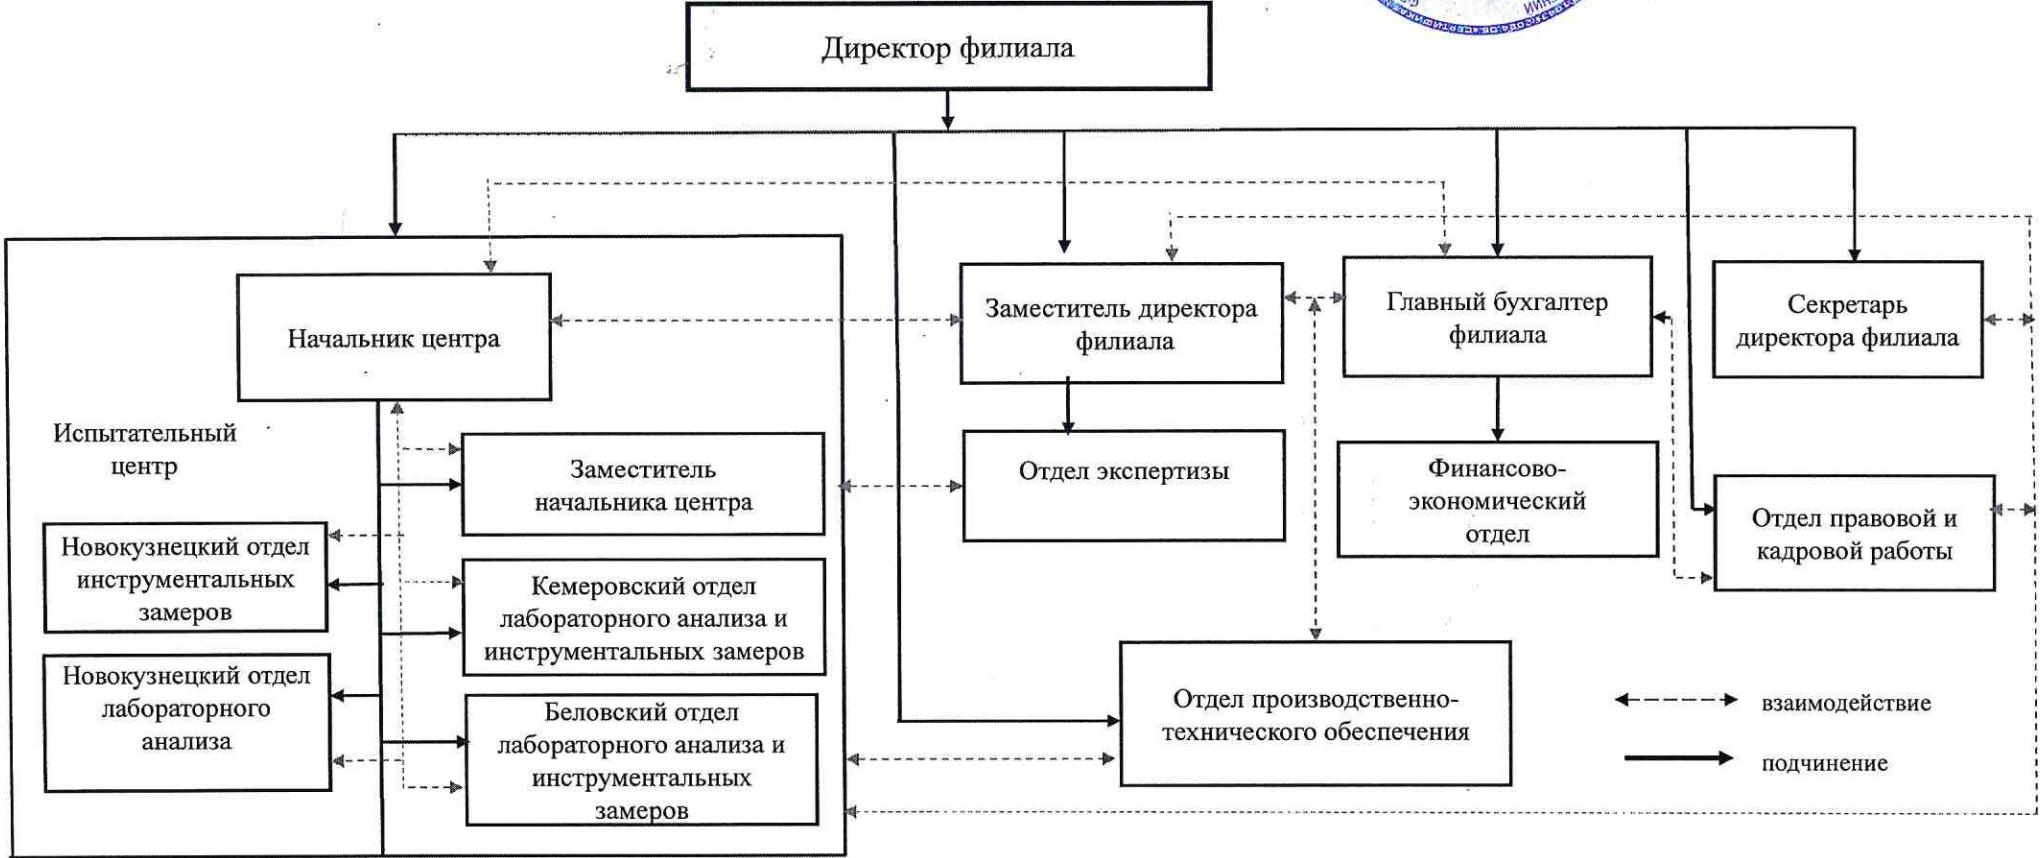 Директор филиала
Начальник центра
Заместитель директора
филиала
Главный бухгалтер
филиала
Секретарь
директора филиала
Испытательный
центр
Заместитель
начальника центра
Отдел экспертизы
Финансово-
экономический
отдел
Отдел правовой и
кадровой работы
Новокузнецкий отдел
инструментальных
замеров
Кемеровский отдел
лабораторного анализа и
инструментальных замеров
Новокузнецкий отдел
лабораторного
анализа
Беловский отдел
лабораторного анализа и
инструментальных
замеров
Отдел производственно-
технического обеспечения
взаимодействие
подчинение